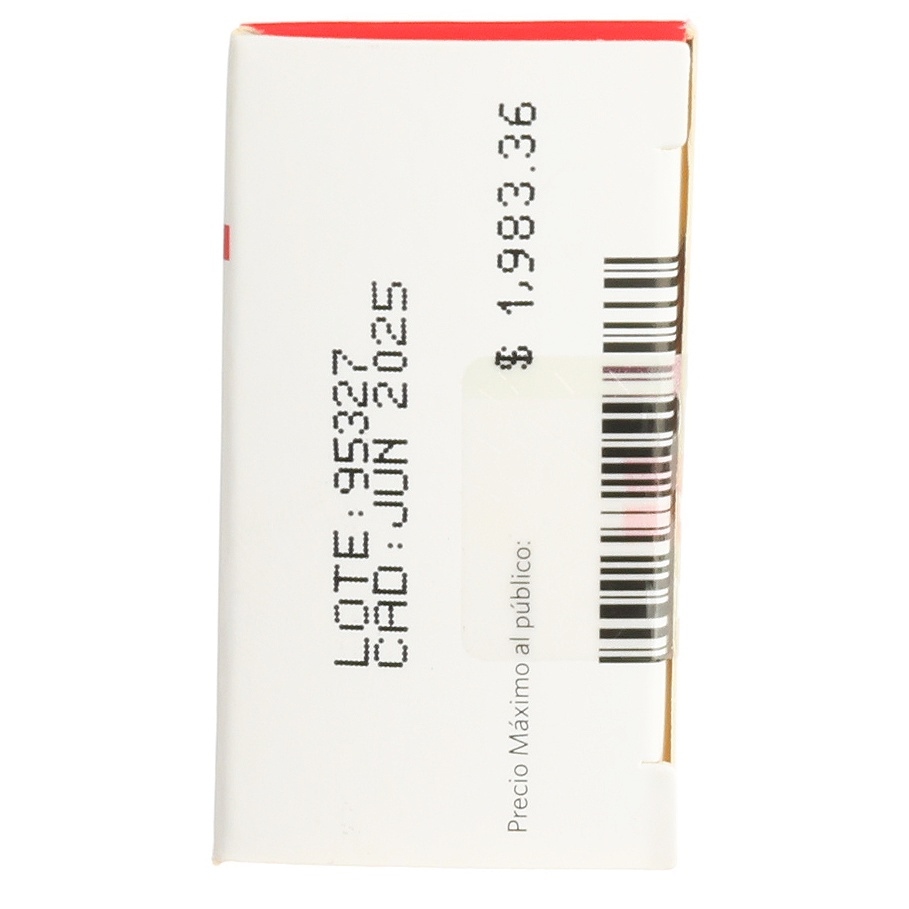 LOTE:95327
CAD:JUN 2025
Precio Máximo al público: $ 1,983.36